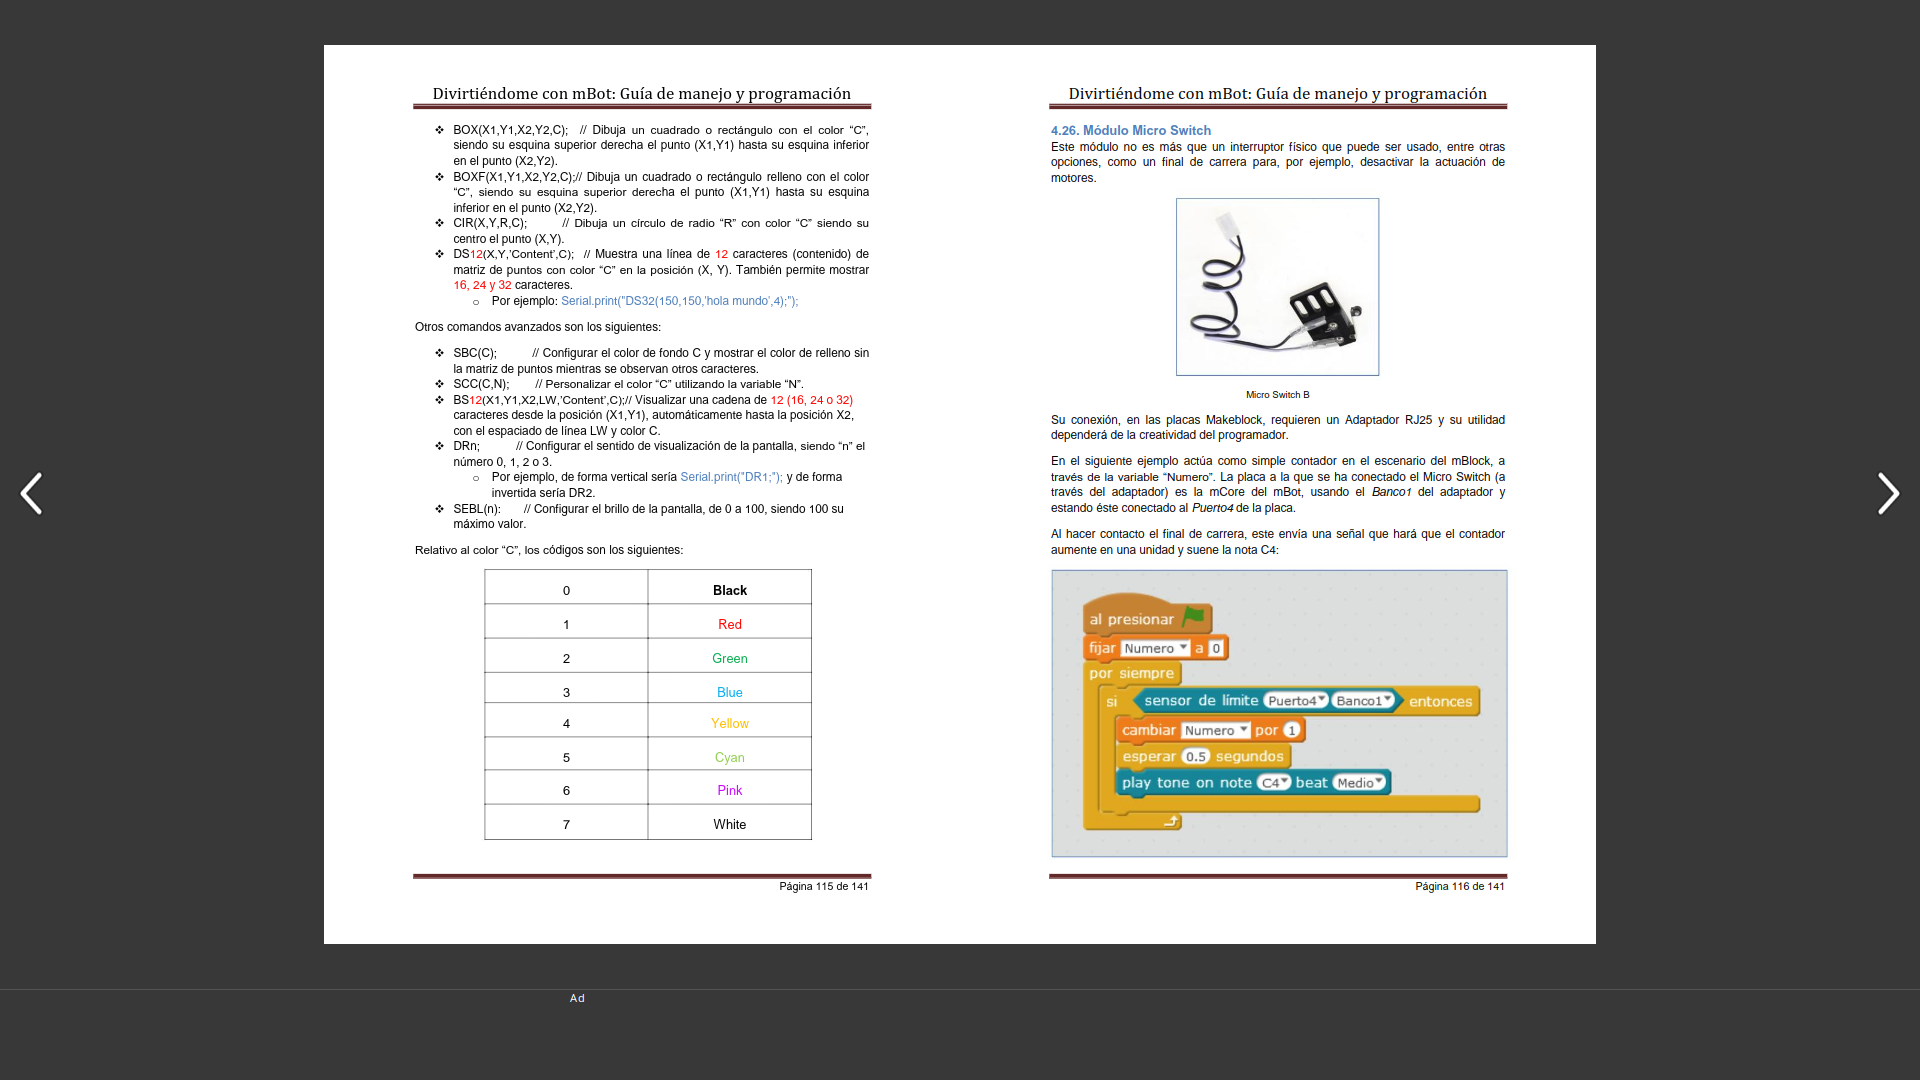 Divirtiéndome con mBot: Guía de manejo y programación
❖ BOX(X1,Y1,X2,Y2,C); // Dibuja un cuadrado o rectángulo con el color “C”,
siendo su esquina superior derecha el punto (X1,Y1) hasta su esquina inferior
en el punto (X2,Y2).
❖ BOXF(X1,Y1,X2,Y2,C);// Dibuja un cuadrado o rectángulo relleno con el color
“C”, siendo su esquina superior derecha el punto (X1,Y1) hasta su esquina
inferior en el punto (X2,Y2).
❖ CIR(X,Y,R,C); // Dibuja un círculo de radio “R” con color “C” siendo su
centro el punto (X,Y).
❖ DS12(X,Y,'Content',C); // Muestra una línea de 12 caracteres (contenido) de
matriz de puntos con color “C” en la posición (X, Y). También permite mostrar
16, 24 y 32 caracteres.
o Por ejemplo: Serial.print("DS32(150,150,'hola mundo',4);");
Otros comandos avanzados son los siguientes:
❖ SBC(C); // Configurar el color de fondo C y mostrar el color de relleno sin
la matriz de puntos mientras se observan otros caracteres.
❖ SCC(C,N); // Personalizar el color “C” utilizando la variable “N”.
❖ BS12(X1,Y1,X2,LW,'Content',C);// Visualizar una cadena de 12 (16, 24 o 32)
caracteres desde la posición (X1,Y1), automáticamente hasta la posición X2,
con el espaciado de línea LW y color C.
❖ DRn; // Configurar el sentido de visualización de la pantalla, siendo “n” el
número 0, 1, 2 o 3.
o Por ejemplo, de forma vertical sería Serial.print("DR1;"); y de forma
invertida sería DR2.
❖ SEBL(n): // Configurar el brillo de la pantalla, de 0 a 100, siendo 100 su
máximo valor.
Relativo al color “C”, los códigos son los siguientes:
0 Black
1 Red
2 Green
3 Blue
4 Yellow
5 Cyan
6 Pink
7 White
Página 115 de 141
Divirtiéndome con mBot: Guía de manejo y programación
4.26. Módulo Micro Switch
Este módulo no es más que un interruptor físico que puede ser usado, entre otras
opciones, como un final de carrera para, por ejemplo, desactivar la actuación de
motores.
Micro Switch B
Su conexión, en las placas Makeblock, requieren un Adaptador RJ25 y su utilidad
dependerá de la creatividad del programador.
En el siguiente ejemplo actúa como simple contador en el escenario del mBlock, a
través de la variable “Numero”. La placa a la que se ha conectado el Micro Switch (a
través del adaptador) es la mCore del mBot, usando el Banco1 del adaptador y
estando éste conectado al Puerto4 de la placa.
Al hacer contacto el final de carrera, este envía una señal que hará que el contador
aumente en una unidad y suene la nota C4:
al presionar
fijar Numero a 0
por siempre
si sensor de límite Puerto4 Banco1 entonces
cambiar Numero por 1
esperar 0.5 segundos
play tone on note C4 beat Medio
Página 116 de 141
Ad